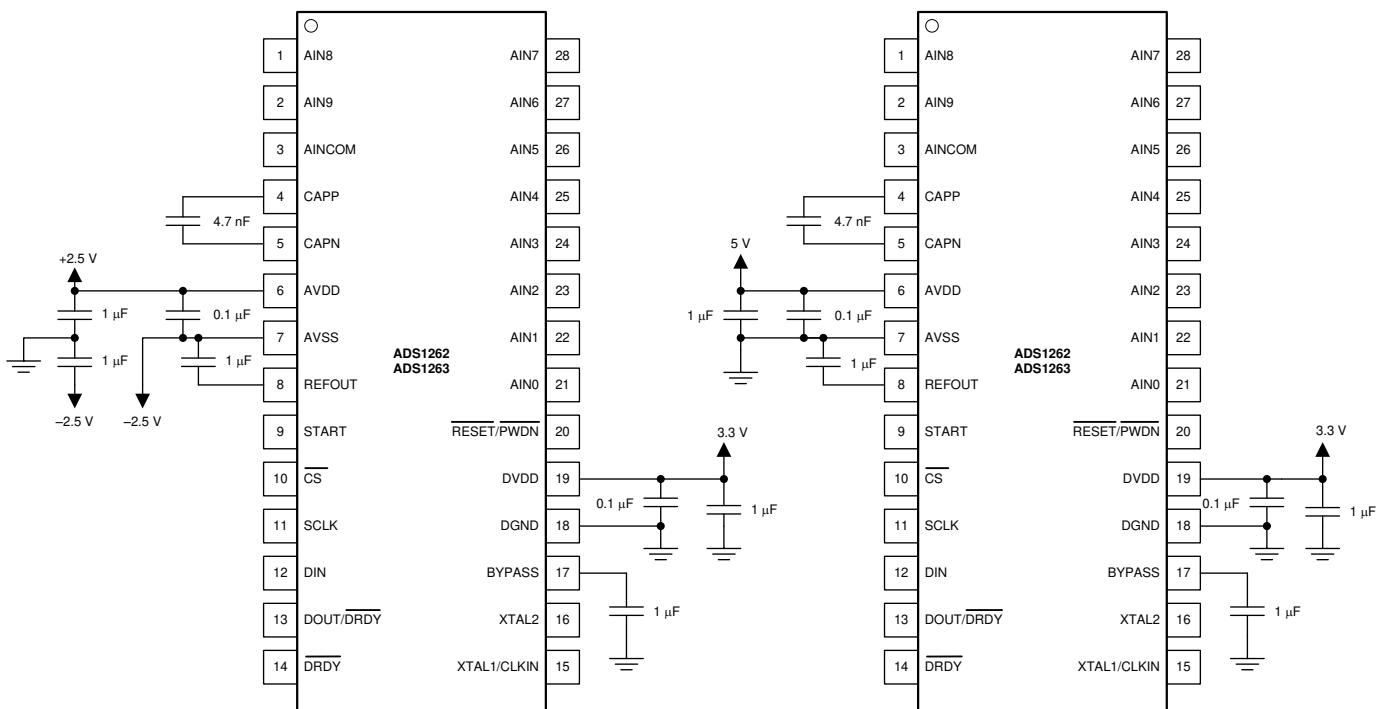 1 AIN8 AIN7 28
2 AIN9 AIN6 27
3 AINCOM AIN5 26
4 CAPP AIN4 25
4.7 nF
5 CAPN AIN3 24
+2.5 V
6 AVDD AIN2 23
1 µF 0.1 µF
7 AVSS AIN1 22
1 µF 1 µF
ADS1262
ADS1263
8 REFOUT AIN0 21
–2.5 V –2.5 V
9 START RESET/PWDN 20
3.3 V
10 CS DVDD 19
0.1 µF 1 µF
11 SCLK DGND 18
12 DIN BYPASS 17
1 µF
13 DOUT/DRDY XTAL2 16
14 DRDY XTAL1/CLKIN 15
1 AIN8 AIN7 28
2 AIN9 AIN6 27
3 AINCOM AIN5 26
4 CAPP AIN4 25
4.7 nF
5 CAPN AIN3 24
5 V
6 AVDD AIN2 23
1 µF 0.1 µF
7 AVSS AIN1 22
1 µF
ADS1262
ADS1263
8 REFOUT AIN0 21
9 START RESET/PWDN 20
3.3 V
10 CS DVDD 19
0.1 µF 1 µF
11 SCLK DGND 18
12 DIN BYPASS 17
1 µF
13 DOUT/DRDY XTAL2 16
14 DRDY XTAL1/CLKIN 15